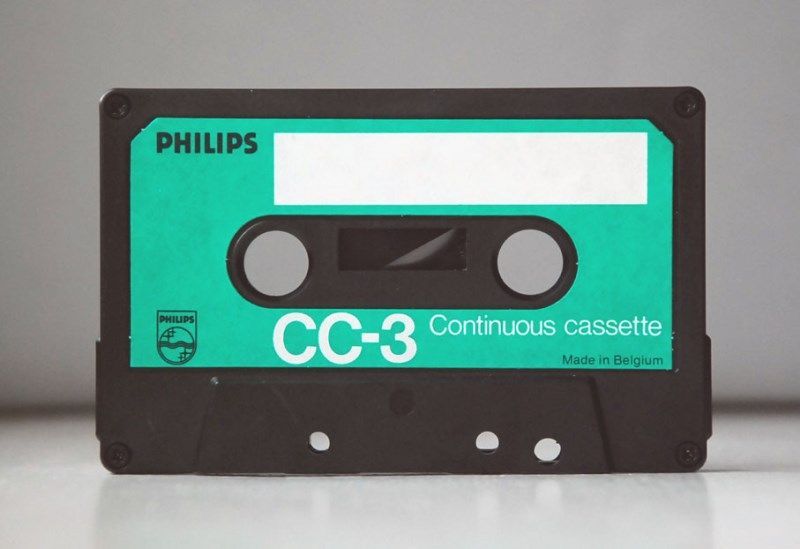 PHILIPS
PHILIPS
CC-3 Continuous cassette
Made in Belgium